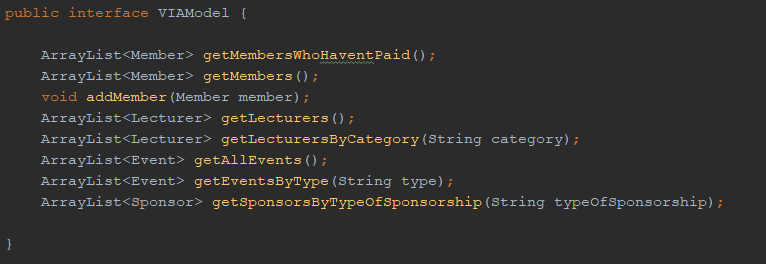 public interface VIAModel {
ArrayList<Member> getMembersWhoHaventPaid();
ArrayList<Member> getMembers();
void addMember(Member member);
ArrayList<Lecturer> getLecturers();
ArrayList<Lecturer> getLecturersByCategory(String category);
ArrayList<Event> getAllEvents();
ArrayList<Event> getEventsByType(String type);
ArrayList<Sponsor> getSponsorsByTypeOfSponsorship(String typeOfSponsorship);
}